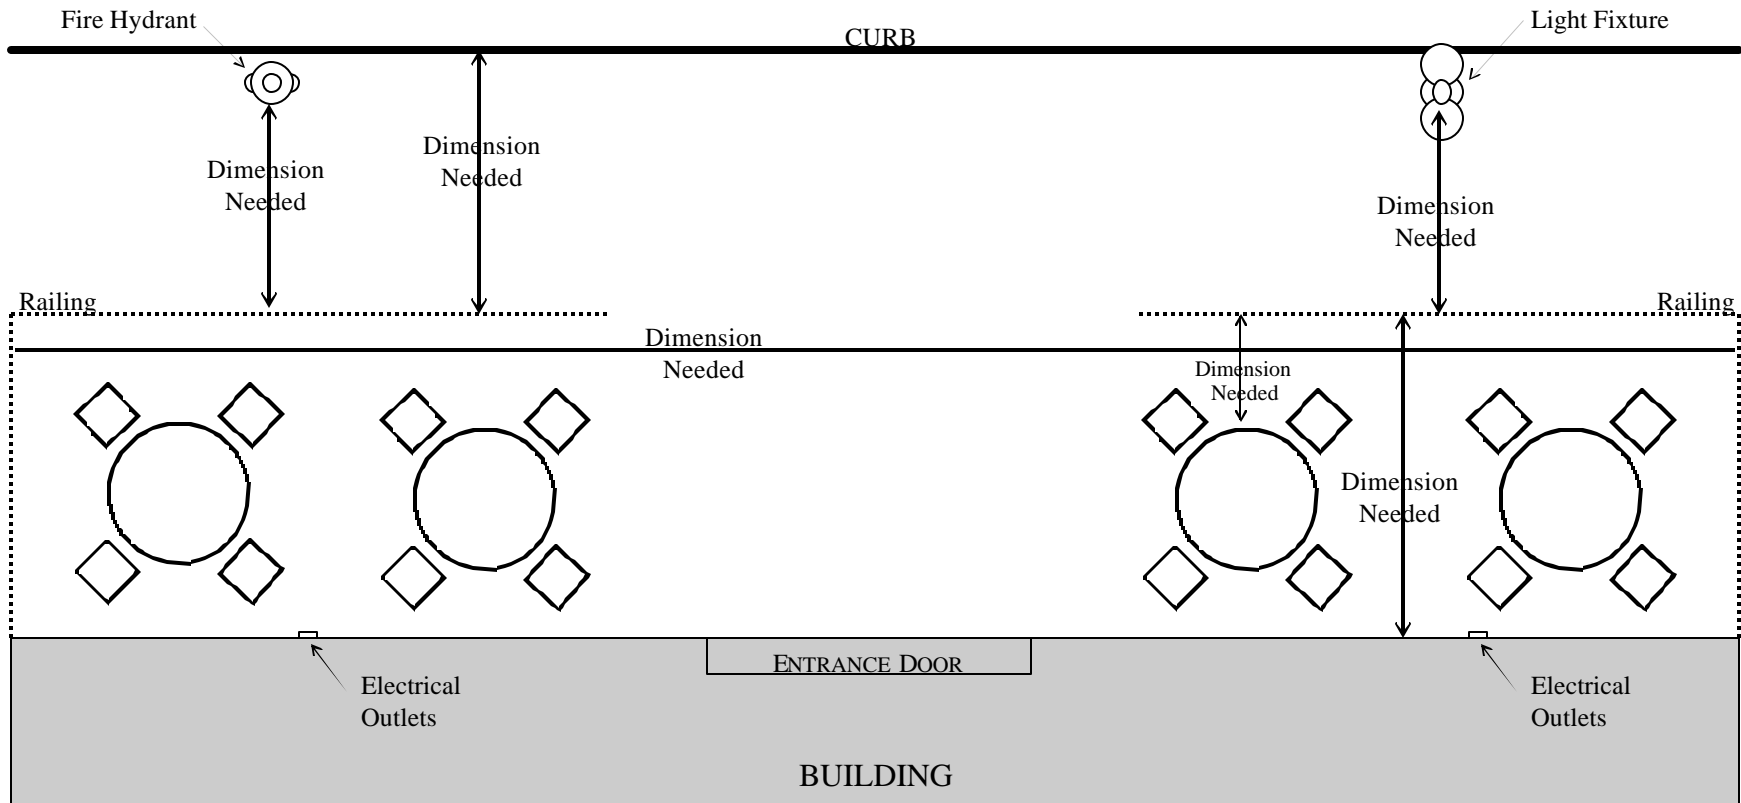 Fire Hydrant
Light Fixture
CURB
Dimension
Needed
Dimension
Needed
Dimension
Needed
Railing
Railing
Dimension
Needed
Dimension
Needed
Dimension
Needed
ENTRANCE DOOR
Electrical
Outlets
Electrical
Outlets
BUILDING